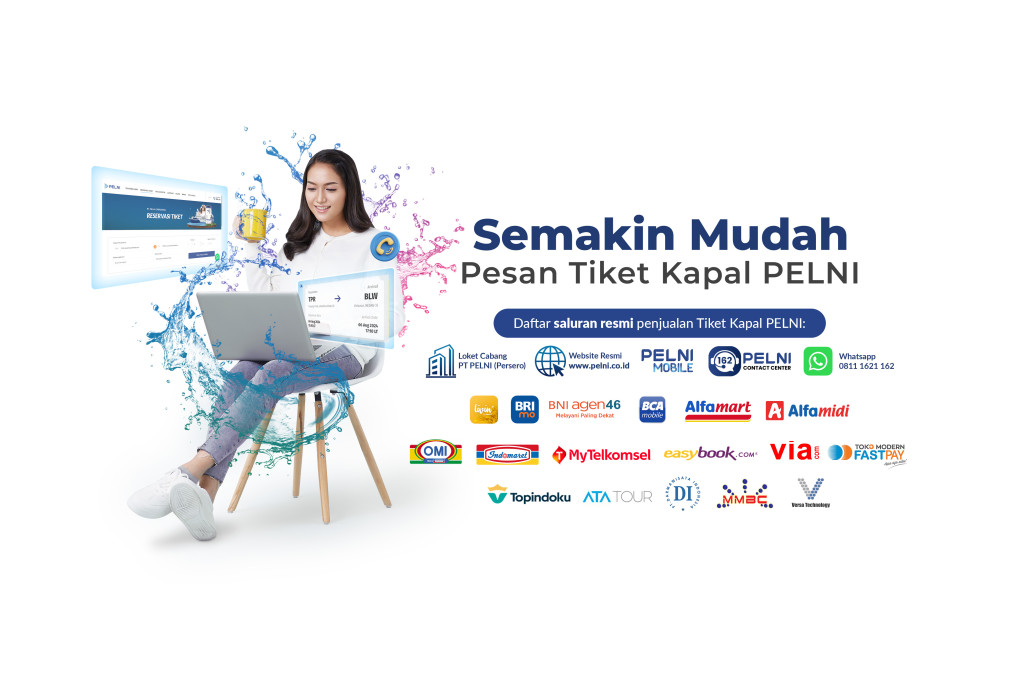 PELNI
RESERVASI TIKET
TPR
BLW
Semakin Mudah
Pesan Tiket Kapal PELNI
Daftar saluran resmi penjualan Tiket Kapal PELNI:
Loket Cabang
PT PELNI (Persero)
Website Resmi
www.pelni.co.id
PELNI
MOBILE
162
PELNI
CONTACT CENTER
Whatsapp
0811 1621 162
BRI
mo
BNI agen46
Melayani Paling Dekat
BCA
mobile
Alfamart
Alfamidi
OMI
Indomaret
MyTelkomsel
easybook.COM
via.com
TOKO MODERN
FASTPAY
Topindoku
ATA TOUR
DI
MMBC
Versa Technology